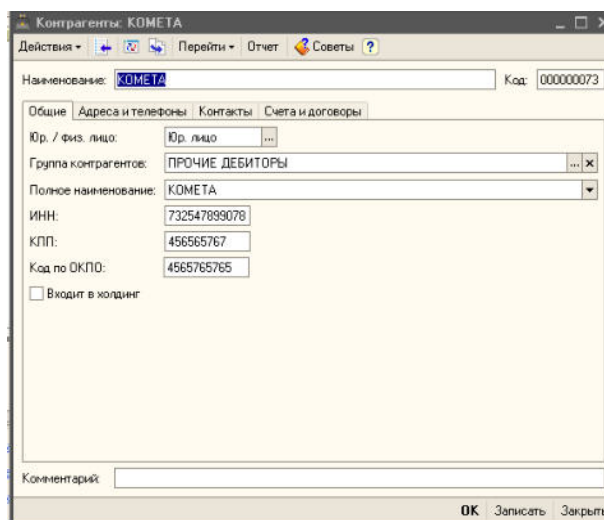 Контрагенты: КОМЕТА
Действия Перейти Отчет Советы ?
Наименование: КОМЕТА Код: 000000073
Общие Адреса и телефоны Контакты Счета и договоры
Юр. / физ. лицо: Юр. лицо ...
Группа контрагентов: ПРОЧИЕ ДЕБИТОРЫ ... x
Полное наименование: КОМЕТА
ИНН: 732547899078
КПП: 456565767
Код по ОКПО: 4565765765
Входит в холдинг
Комментарий:
OK Записать Закрыть